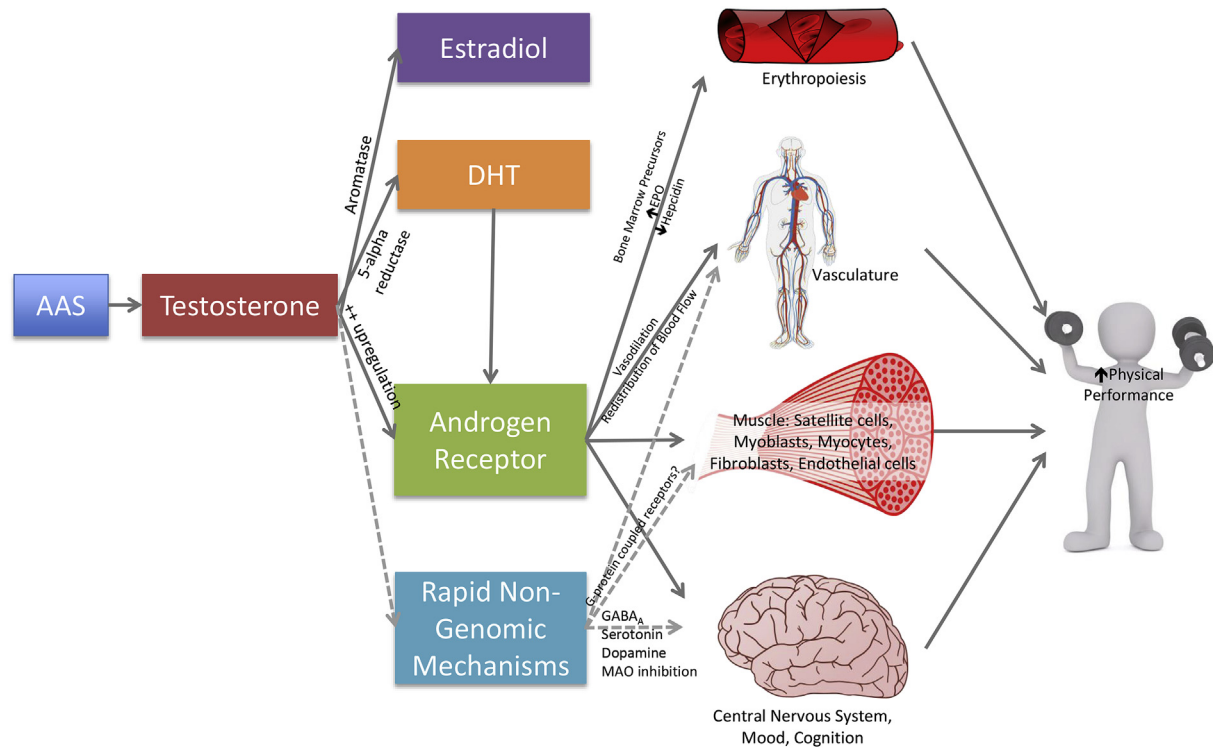 Estradiol
Erythropoiesis
Aromatase
DHT
5-alpha
reductase
Bone Marrow Precursors
🡅EPO
🡇Hepcidin
Vasculature
AAS
Testosterone
++ upregulation
Vasodilation
Redistribution of Blood Flow
🡅Physical
Performance
Androgen
Receptor
Muscle: Satellite cells,
Myoblasts, Myocytes,
Fibroblasts, Endothelial cells
G-protein coupled receptors?
Rapid Non-
Genomic
Mechanisms
GABA_A
Serotonin
Dopamine
MAO inhibition
Central Nervous System,
Mood, Cognition